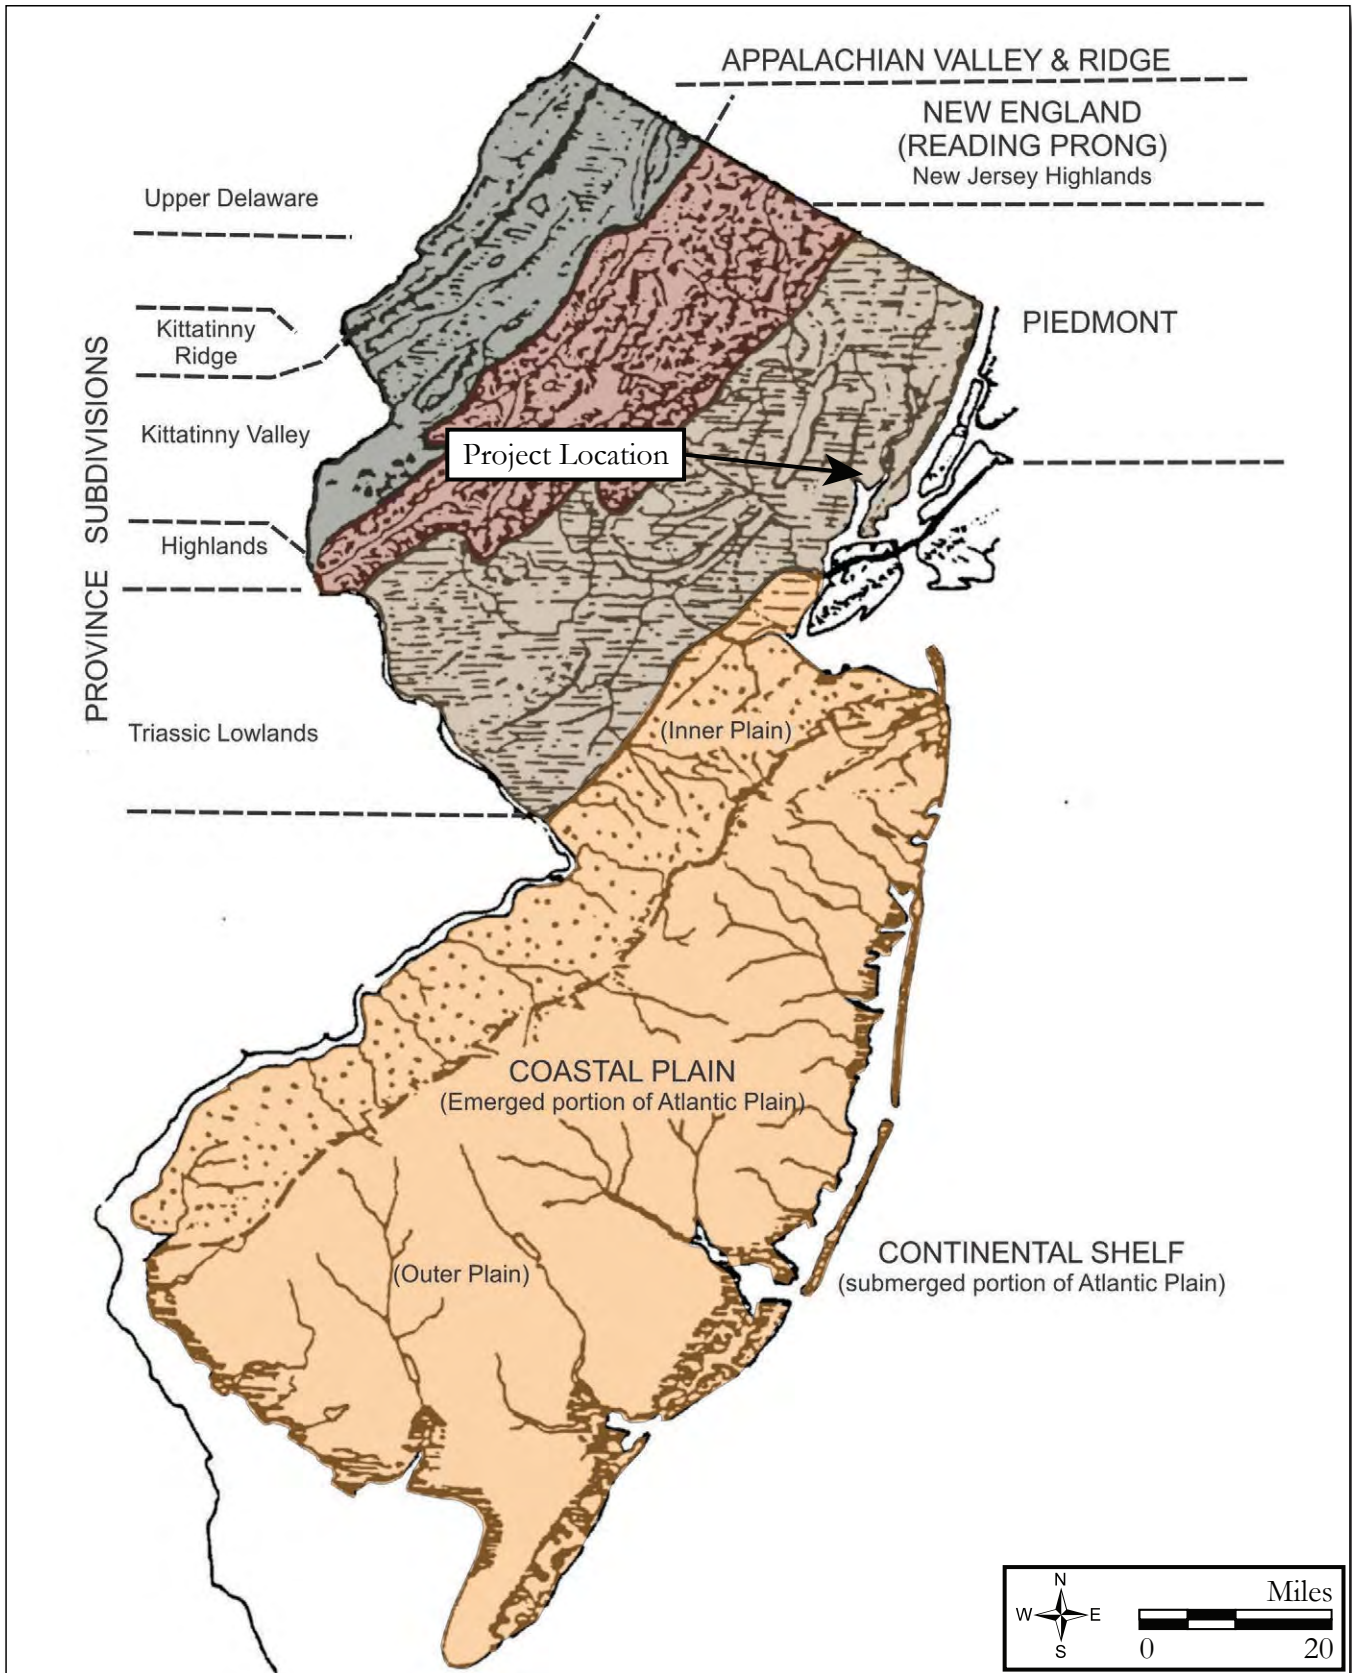 APPALACHIAN VALLEY & RIDGE
NEW ENGLAND
(READING PRONG)
New Jersey Highlands
Upper Delaware
Kittatinny
Ridge
PIEDMONT
Kittatinny Valley
Project Location
Highlands
PROVINCE SUBDIVISIONS
Triassic Lowlands
(Inner Plain)
COASTAL PLAIN
(Emerged portion of Atlantic Plain)
(Outer Plain)
CONTINENTAL SHELF
(submerged portion of Atlantic Plain)
N
W E
S
Miles
0 20